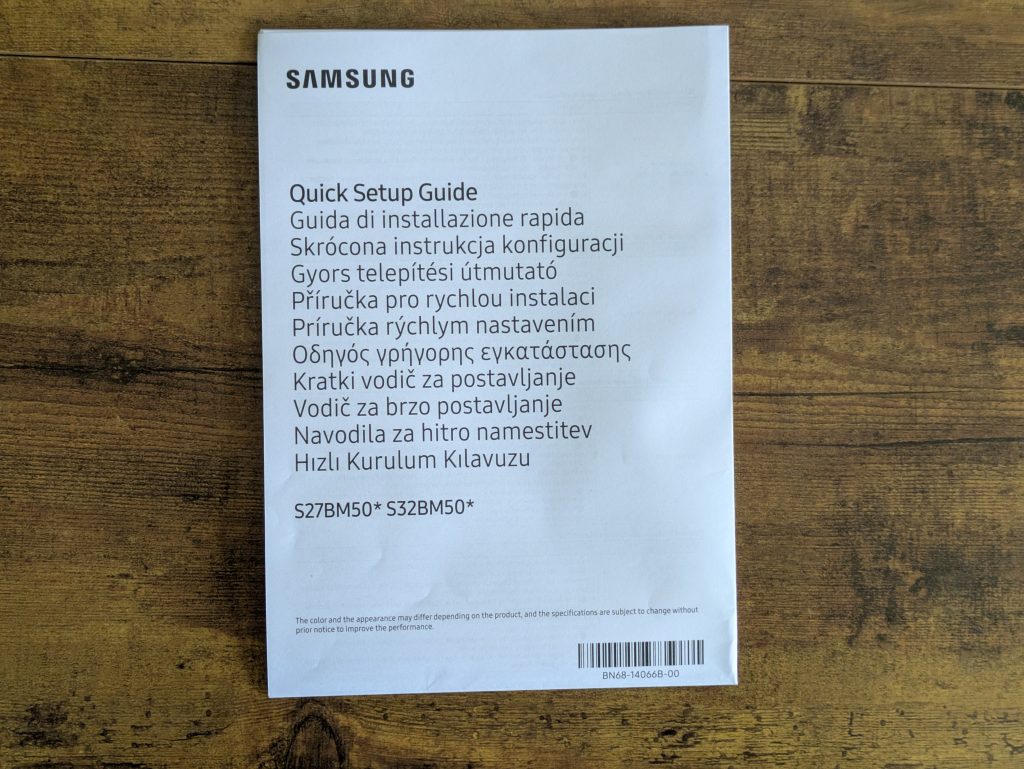 SAMSUNG
Quick Setup Guide
Guida di installazione rapida
Skrócona instrukcja konfiguracji
Gyors telepítési útmutató
Příručka pro rychlou instalaci
Príručka rýchlym nastavením
Οδηγός γρήγορης εγκατάστασης
Kratki vodič za postavljanje
Vodič za brzo postavljanje
Navodila za hitro namestitev
Hızlı Kurulum Kılavuzu
S27BM50* S32BM50*
The color and the appearance may differ depending on the product, and the specifications are subject to change without
prior notice to improve the performance.
BN68-14066B-00